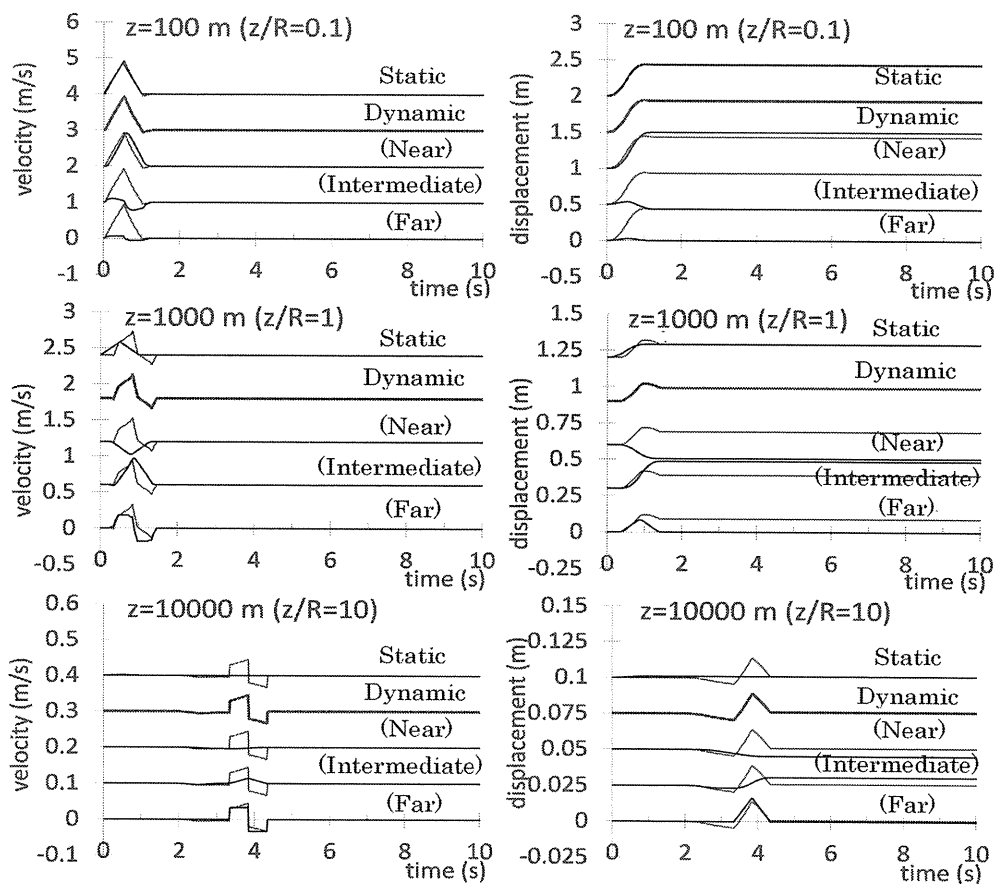 z=100 m (z/R=0.1)
velocity (m/s)
6
5
4
3
2
1
0
-1
Static
Dynamic
(Near)
(Intermediate)
(Far)
0 2 4 6 8 10
time (s)
z=100 m (z/R=0.1)
displacement (m)
3
2.5
2
1.5
1
0.5
0
-0.5
Static
Dynamic
(Near)
(Intermediate)
(Far)
0 2 4 6 8 10
time (s)
z=1000 m (z/R=1)
velocity (m/s)
3
2.5
2
1.5
1
0.5
0
-0.5
Static
Dynamic
(Near)
(Intermediate)
(Far)
0 2 4 6 8 10
time (s)
z=1000 m (z/R=1)
displacement (m)
1.5
1.25
1
0.75
0.5
0.25
0
-0.25
Static
Dynamic
(Near)
(Intermediate)
(Far)
0 2 4 6 8 10
time (s)
z=10000 m (z/R=10)
velocity (m/s)
0.6
0.5
0.4
0.3
0.2
0.1
0
-0.1
Static
Dynamic
(Near)
(Intermediate)
(Far)
0 2 4 6 8 10
time (s)
z=10000 m (z/R=10)
displacement (m)
0.15
0.125
0.1
0.075
0.05
0.025
0
-0.025
Static
Dynamic
(Near)
(Intermediate)
(Far)
0 2 4 6 8 10
time (s)